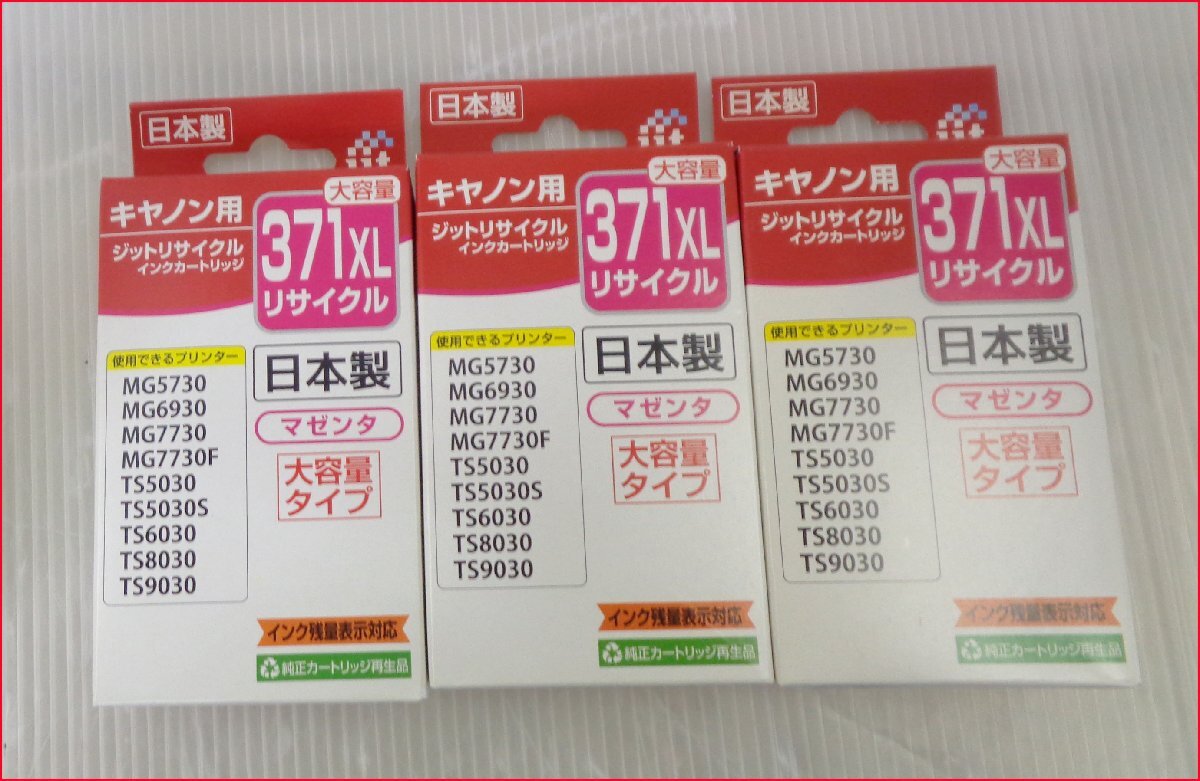 日本製
jit
キヤノン用
大容量
ジットリサイクル
インクカートリッジ
371XL
リサイクル
使用できるプリンター
MG5730
MG6930
MG7730
MG7730F
TS5030
TS5030S
TS6030
TS8030
TS9030
日本製
マゼンタ
大容量
タイプ
インク残量表示対応
純正カートリッジ再生品
日本製
jit
キヤノン用
大容量
ジットリサイクル
インクカートリッジ
371XL
リサイクル
使用できるプリンター
MG5730
MG6930
MG7730
MG7730F
TS5030
TS5030S
TS6030
TS8030
TS9030
日本製
マゼンタ
大容量
タイプ
インク残量表示対応
純正カートリッジ再生品
日本製
jit
キヤノン用
大容量
ジットリサイクル
インクカートリッジ
371XL
リサイクル
使用できるプリンター
MG5730
MG6930
MG7730
MG7730F
TS5030
TS5030S
TS6030
TS8030
TS9030
日本製
マゼンタ
大容量
タイプ
インク残量表示対応
純正カートリッジ再生品